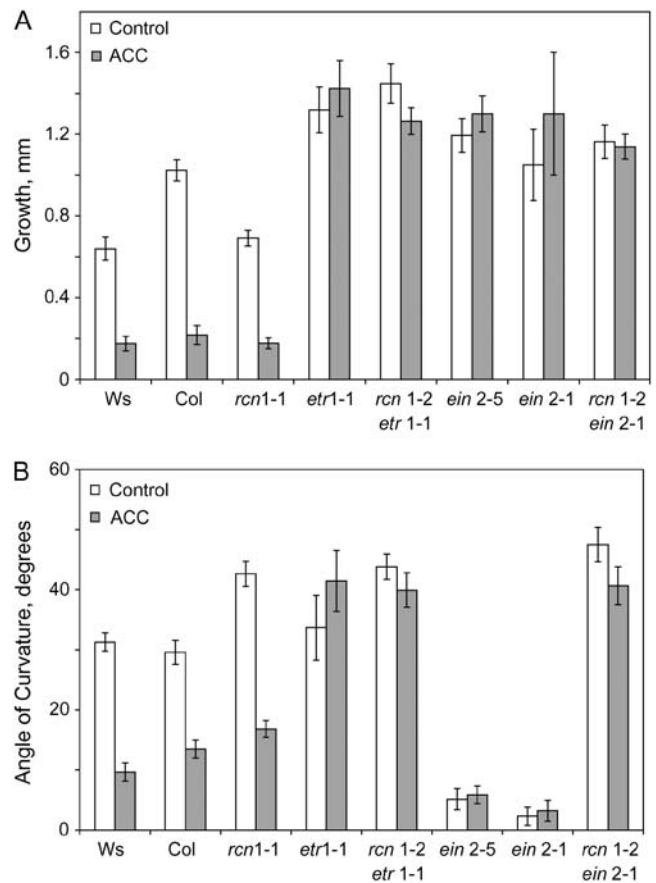 A
Control
ACC
Growth, mm
1.6
1.2
0.8
0.4
0
Ws Col rcn1-1 etr1-1 rcn 1-2 ein 2-5 ein 2-1 rcn 1-2
etr 1-1 ein 2-1
B
Control
ACC
Angle of Curvature, degrees
60
40
20
0
Ws Col rcn1-1 etr1-1 rcn 1-2 ein 2-5 ein 2-1 rcn 1-2
etr 1-1 ein 2-1